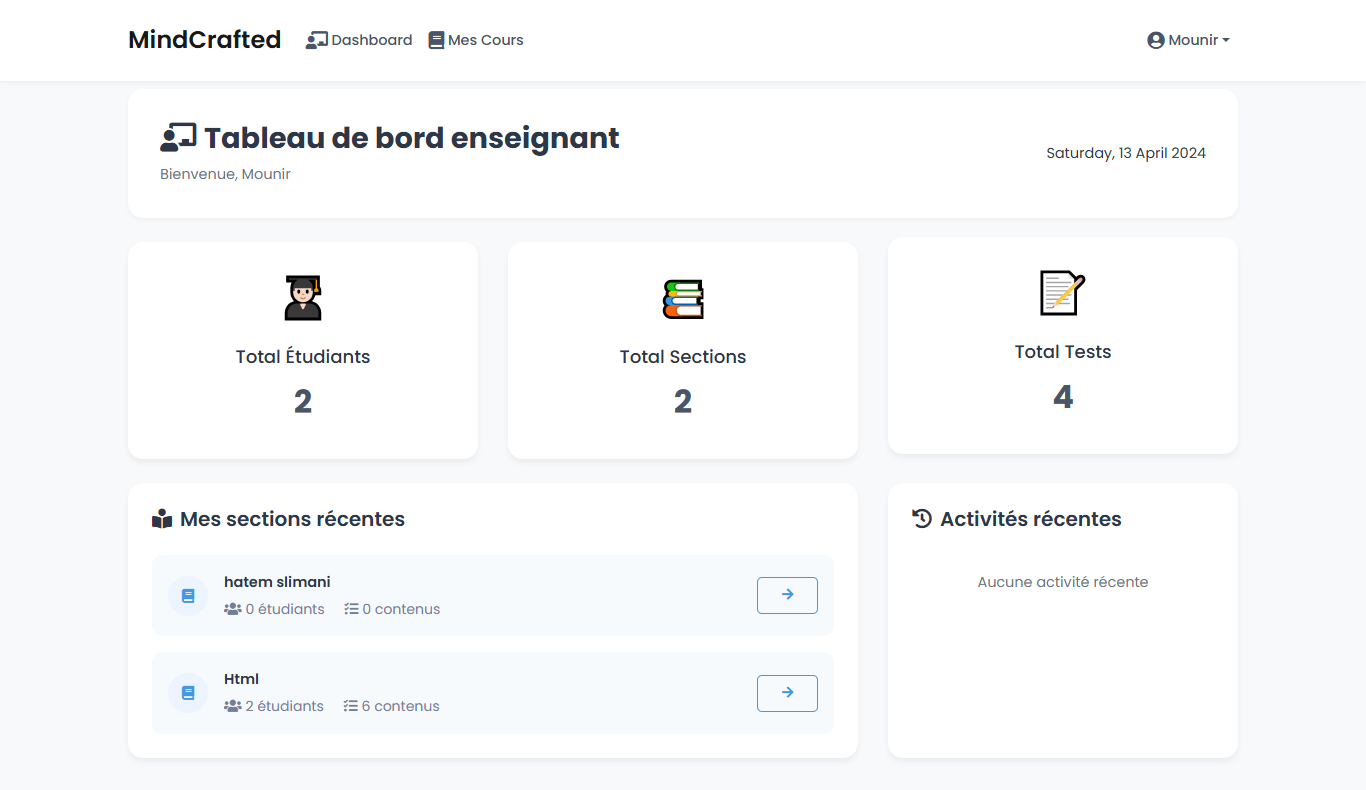 MindCrafted Dashboard Mes Cours Mounir
Tableau de bord enseignant
Bienvenue, Mounir
Saturday, 13 April 2024
Total Étudiants
2
Total Sections
2
Total Tests
4
Mes sections récentes
hatem slimani
0 étudiants 0 contenus
Html
2 étudiants 6 contenus
Activités récentes
Aucune activité récente